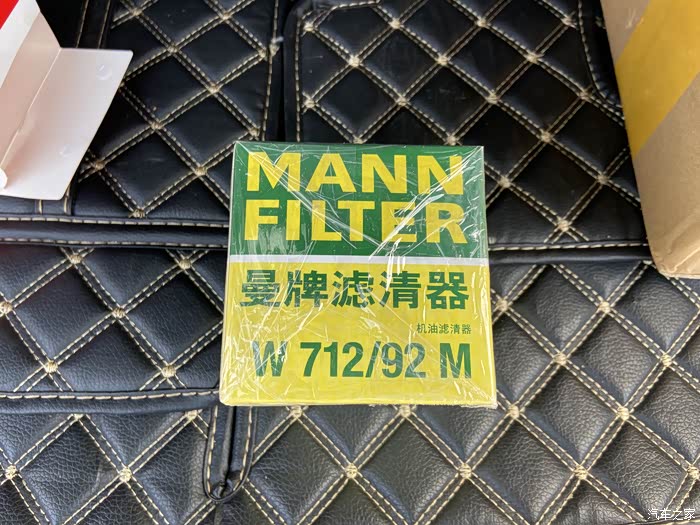 MANN
FILTER
曼牌滤清器
机油滤清器
W 712/92 M
汽车之家